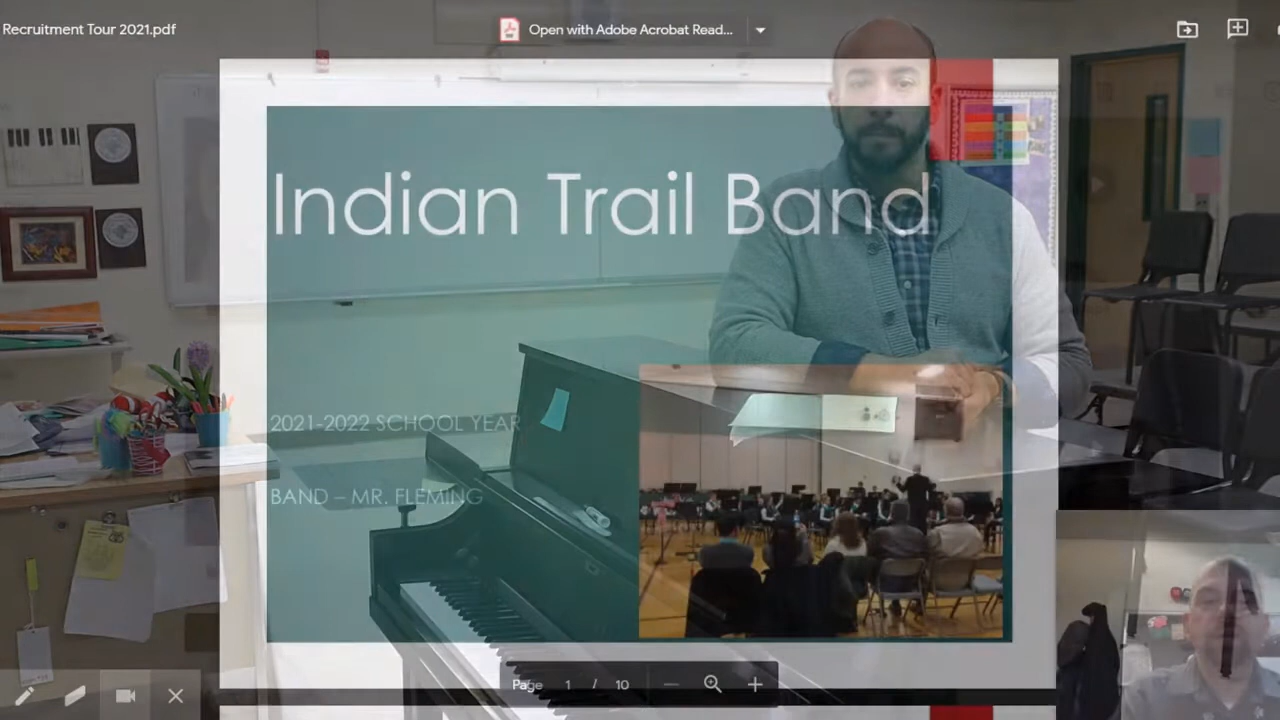 Recruitment Tour 2021.pdf
Open with Adobe Acrobat Read...
Indian Trail Band
2021-2022 SCHOOL YEAR
BAND – MR. FLEMING
Page 1 / 10